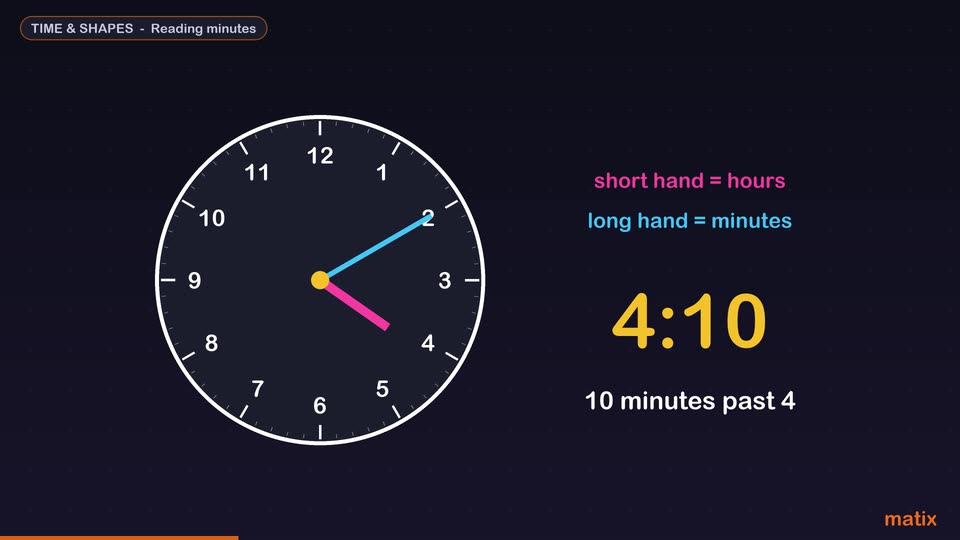 TIME & SHAPES - Reading minutes
12
11
1
10
2
9
3
8
4
7
5
6
short hand = hours
long hand = minutes
4:10
10 minutes past 4
matix